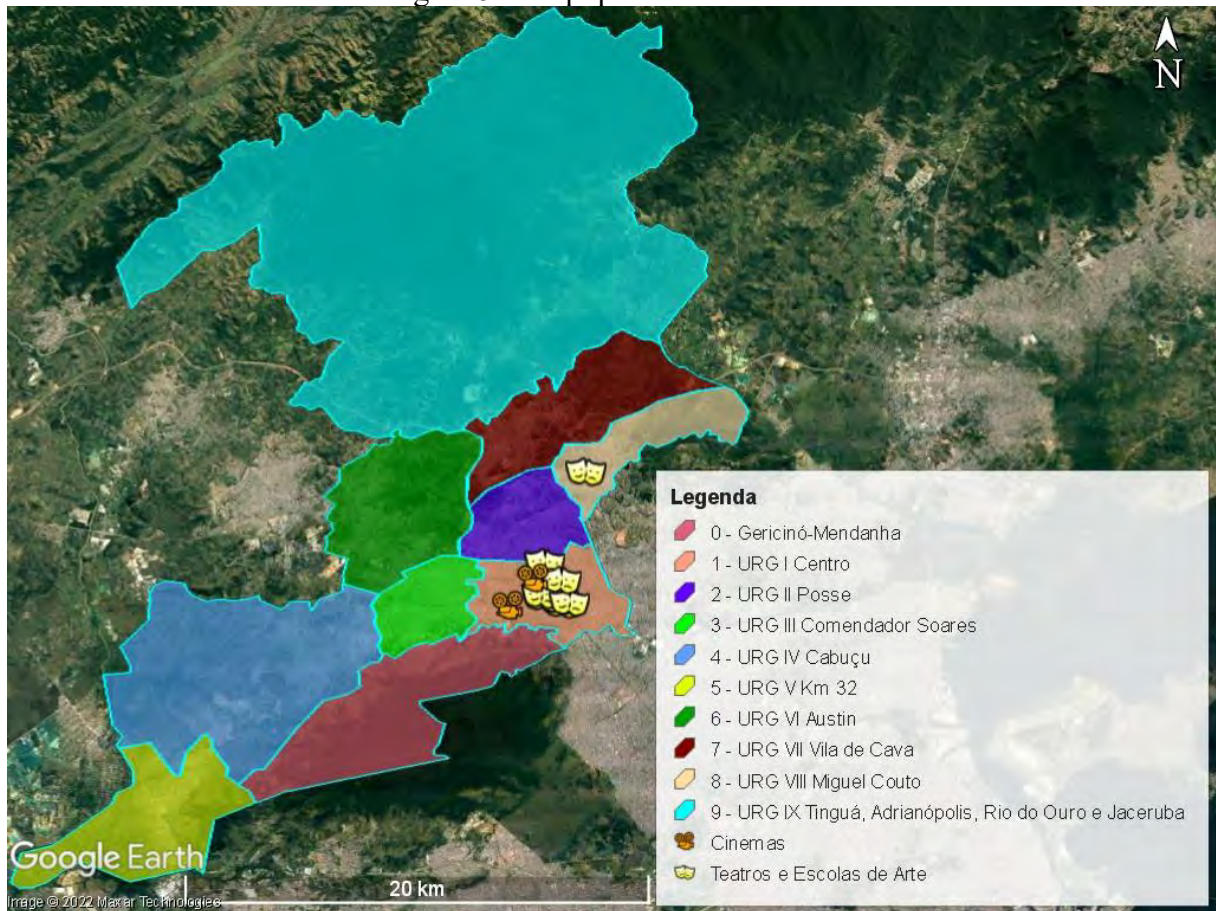 N
Legenda
0 - Gericinó-Mendanha
1 - URG I Centro
2 - URG II Posse
3 - URG III Comendador Soares
4 - URG IV Cabuçu
5 - URG V Km 32
6 - URG VI Austin
7 - URG VII Vila de Cava
8 - URG VIII Miguel Couto
9 - URG IX Tinguá, Adrianópolis, Rio do Ouro e Jaceruba
Cinemas
Teatros e Escolas de Arte
Google Earth
20 km
Image © 2022 Maxar Technologies